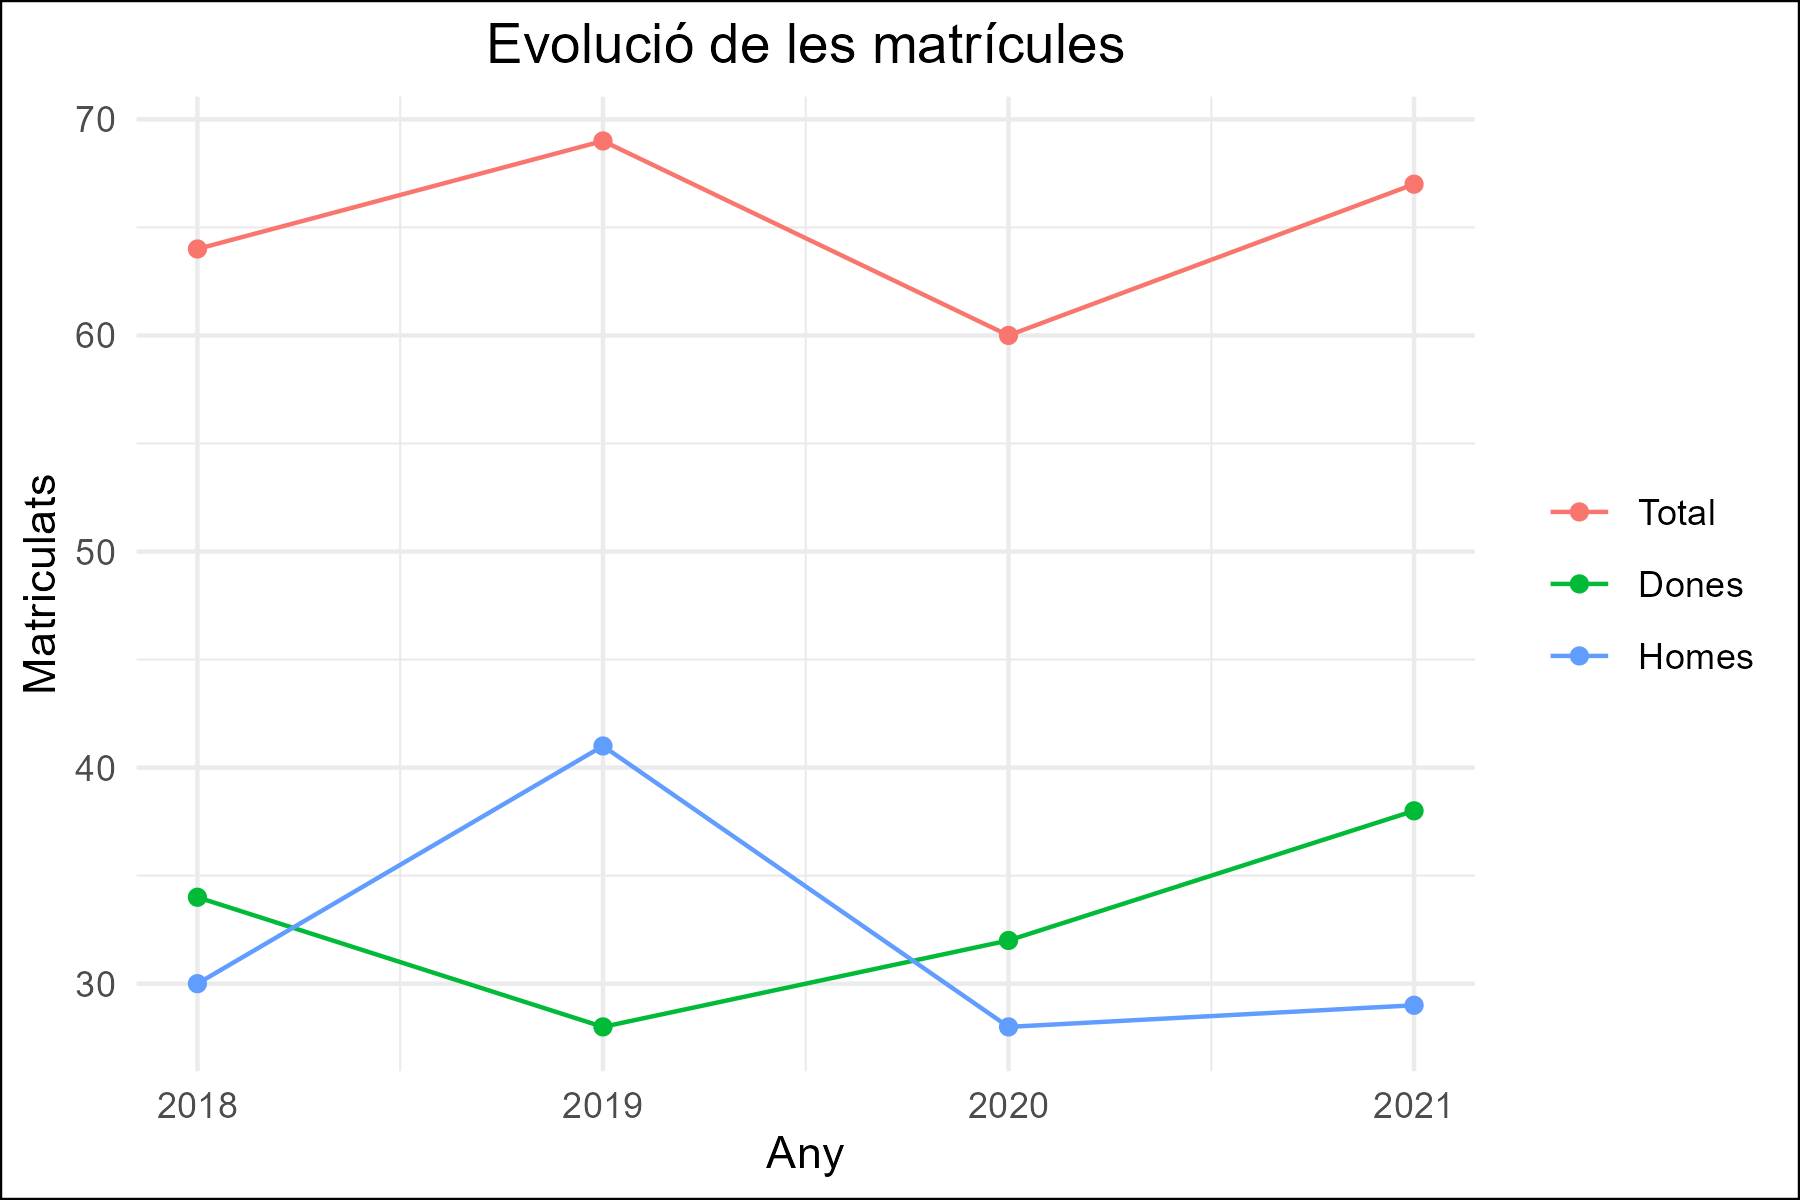 Evolució de les matrícules
Matriculats
70
60
50
40
30
2018
2019
2020
2021
Any
Total
Dones
Homes